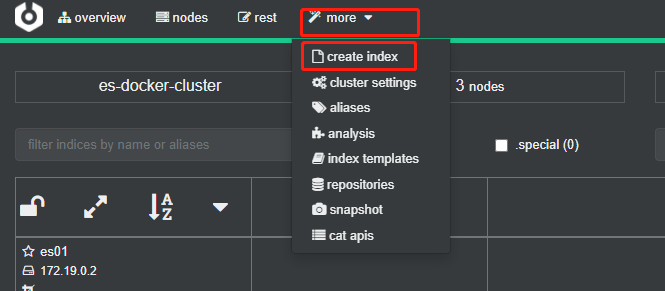 overview nodes rest more
create index
cluster settings
aliases
analysis
index templates
repositories
snapshot
cat apis
es-docker-cluster 3 nodes
filter indices by name or aliases .special (0)
es01
172.19.0.2